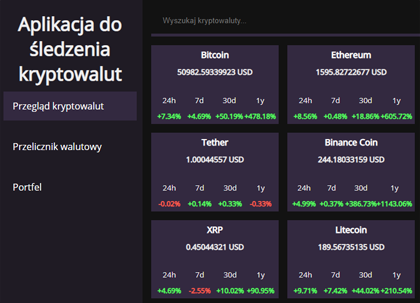 Aplikacja do
śledzenia
kryptowalut
Przegląd kryptowalut
Przelicznik walutowy
Portfel
Wyszukaj kryptowaluty...
Bitcoin
50982.59339923 USD
24h 7d 30d 1y
+7.34% +4.69% +50.19% +478.18%
Ethereum
1595.82722677 USD
24h 7d 30d 1y
+8.56% +0.48% +18.86% +605.72%
Tether
1.00044557 USD
24h 7d 30d 1y
-0.02% +0.14% +0.33% -0.33%
Binance Coin
244.18033159 USD
24h 7d 30d 1y
+4.99% +0.37% +386.73% +1143.06%
XRP
0.45044321 USD
24h 7d 30d 1y
+4.69% -2.55% +10.02% +90.95%
Litecoin
189.56735135 USD
24h 7d 30d 1y
+9.71% +7.42% +44.02% +210.54%